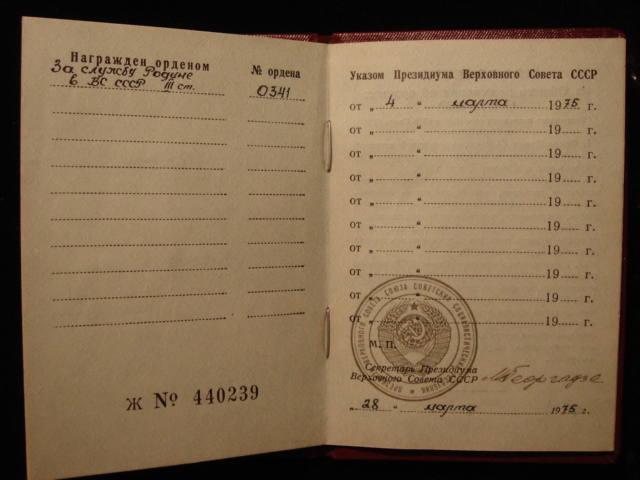 Награжден орденом
За службу Родине
в ВС СССР III ст.
№ ордена
0341
Ж № 440239
Указом Президиума Верховного Совета СССР
от „ 4 “ марта 1975 г.
от „ “ 19 г.
от „ “ 19 г.
от „ “ 19 г.
от „ “ 19 г.
от „ “ 19 г.
от „ “ 19 г.
от „ “ 19 г.
от „ “ 19 г.
от „ “ 19 г.
М. П.
Секретарь Президиума
Верховного Совета СССР М Георгадзе
„ 28 “ марта 1975 г.